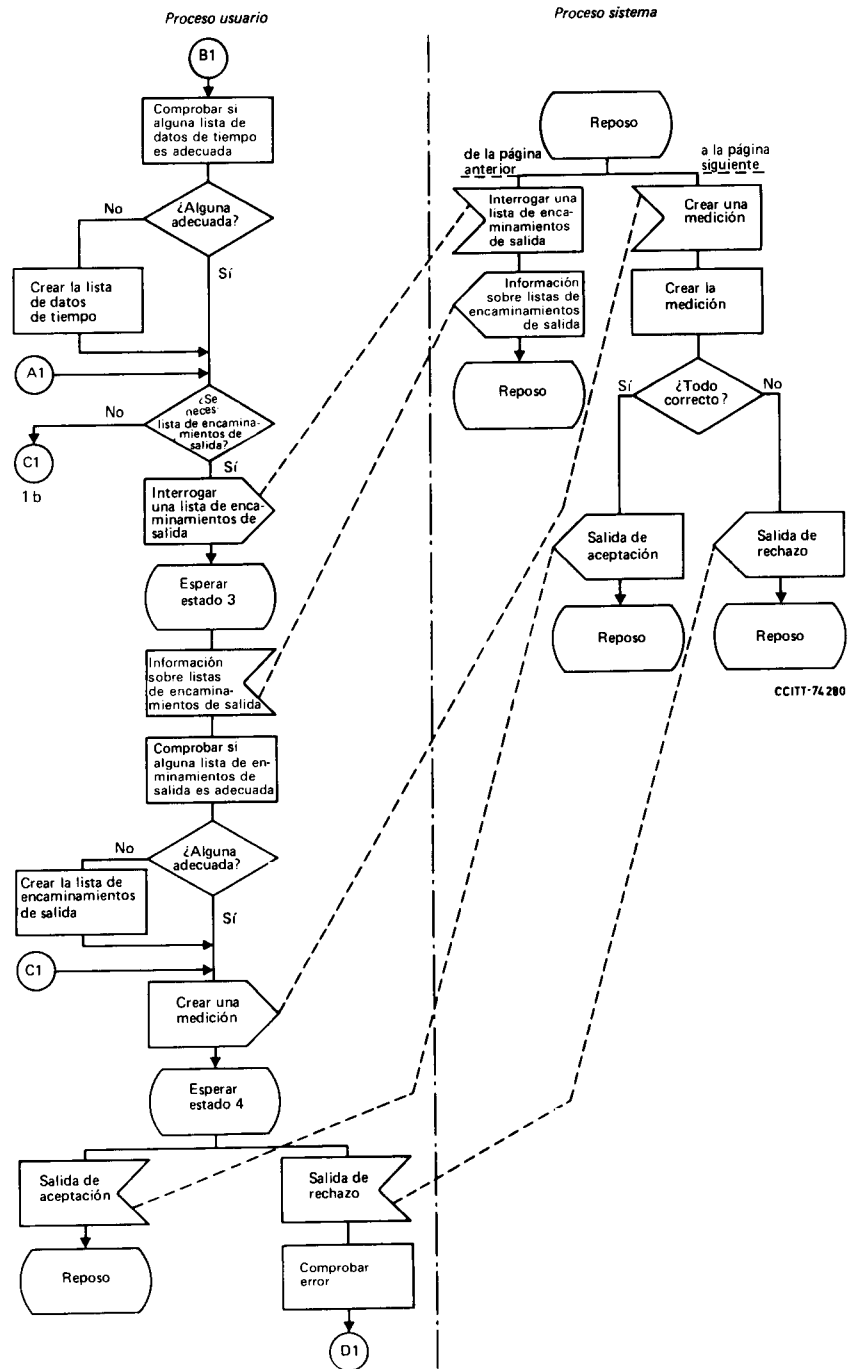 Proceso usuario
B1
Comprobar si
alguna lista de
datos de tiempo
es adecuada
¿Alguna
adecuada?
No
Sí
Crear la lista
de datos
de tiempo
A1
¿Se
neces·
lista de encamina-
mientos de
salida?
No
Sí
C1
1 b
Interrogar
una lista de enca-
minamientos de
salida
Esperar
estado 3
Información
sobre listas
de encamina-
mientos de salida
Comprobar si
alguna lista de en-
minamientos de
salida es adecuada
¿Alguna
adecuada?
No
Sí
Crear la lista de
encaminamientos
de salida
C1
Crear una
medición
Esperar
estado 4
Salida de
aceptación
Reposo
Salida de
rechazo
Comprobar
error
D1
Proceso sistema
Reposo
de la página
anterior
a la página
siguiente
Interrogar una
lista de enca-
minamientos de
salida
Información
sobre listas de
encaminamientos
de salida
Reposo
Crear una
medición
Crear la
medición
¿Todo
correcto?
Sí
No
Salida de
aceptación
Reposo
Salida de
rechazo
Reposo
CCITT-74280